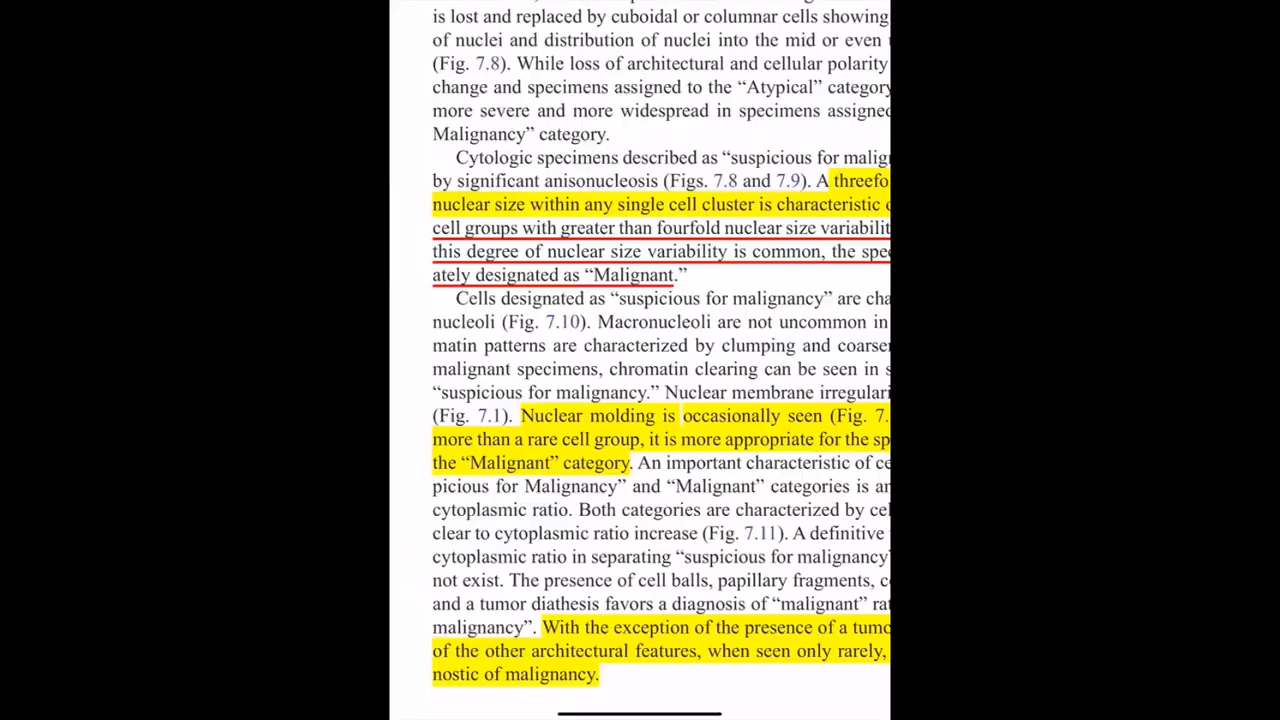 is lost and replaced by cuboidal or columnar cells showing
of nuclei and distribution of nuclei into the mid or even
(Fig. 7.8). While loss of architectural and cellular polarity
change and specimens assigned to the “Atypical” category
more severe and more widespread in specimens assigned
Malignancy” category.
Cytologic specimens described as “suspicious for malign
by significant anisonucleosis (Figs. 7.8 and 7.9). A threefo
nuclear size within any single cell cluster is characteristic
cell groups with greater than fourfold nuclear size variabilit
this degree of nuclear size variability is common, the spe
ately designated as “Malignant.”
Cells designated as “suspicious for malignancy” are cha
nucleoli (Fig. 7.10). Macronucleoli are not uncommon in
matin patterns are characterized by clumping and coarse
malignant specimens, chromatin clearing can be seen in s
“suspicious for malignancy.” Nuclear membrane irregulari
(Fig. 7.1). Nuclear molding is occasionally seen (Fig. 7.
more than a rare cell group, it is more appropriate for the sp
the “Malignant” category. An important characteristic of ce
picious for Malignancy” and “Malignant” categories is an
cytoplasmic ratio. Both categories are characterized by cel
clear to cytoplasmic ratio increase (Fig. 7.11). A definitive
cytoplasmic ratio in separating “suspicious for malignancy”
not exist. The presence of cell balls, papillary fragments, c
and a tumor diathesis favors a diagnosis of “malignant” rat
malignancy”. With the exception of the presence of a tumo
of the other architectural features, when seen only rarely,
nostic of malignancy.